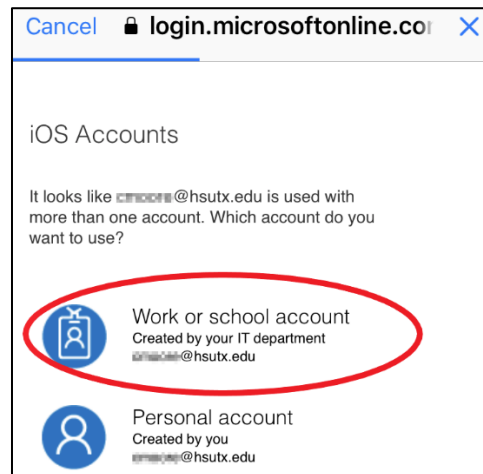 Cancel login.microsoftonline.co
iOS Accounts
It looks like @hsutx.edu is used with
more than one account. Which account do you
want to use?
Work or school account
Created by your IT department
@hsutx.edu
Personal account
Created by you
@hsutx.edu